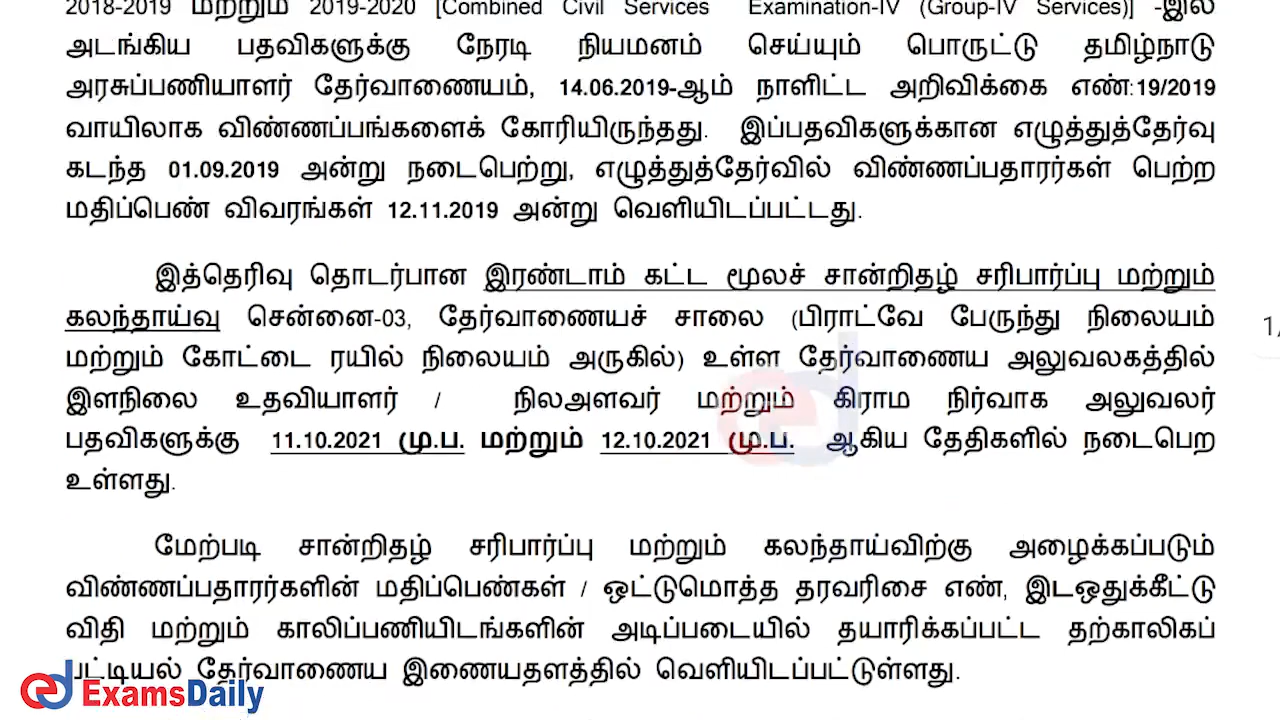 2018-2019 மற்றும் 2019-2020 [Combined Civil Services Examination-IV (Group-IV Services)] -இல்
அடங்கிய பதவிகளுக்கு நேரடி நியமனம் செய்யும் பொருட்டு தமிழ்நாடு
அரசுப்பணியாளர் தேர்வாணையம், 14.06.2019-ஆம் நாளிட்ட அறிவிக்கை எண்:19/2019
வாயிலாக விண்ணப்பங்களைக் கோரியிருந்தது. இப்பதவிகளுக்கான எழுத்துத்தேர்வு
கடந்த 01.09.2019 அன்று நடைபெற்று, எழுத்துத்தேர்வில் விண்ணப்பதாரர்கள் பெற்ற
மதிப்பெண் விவரங்கள் 12.11.2019 அன்று வெளியிடப்பட்டது.
இத்தெரிவு தொடர்பான இரண்டாம் கட்ட மூலச் சான்றிதழ் சரிபார்ப்பு மற்றும்
கலந்தாய்வு சென்னை-03, தேர்வாணையச் சாலை (பிராட்வே பேருந்து நிலையம்
மற்றும் கோட்டை ரயில் நிலையம் அருகில்) உள்ள தேர்வாணைய அலுவலகத்தில்
இளநிலை உதவியாளர் / நிலஅளவர் மற்றும் கிராம நிர்வாக அலுவலர்
பதவிகளுக்கு 11.10.2021 மு.ப. மற்றும் 12.10.2021 மு.ப. ஆகிய தேதிகளில் நடைபெற
உள்ளது.
மேற்படி சான்றிதழ் சரிபார்ப்பு மற்றும் கலந்தாய்விற்கு அழைக்கப்படும்
விண்ணப்பதாரர்களின் மதிப்பெண்கள் / ஒட்டுமொத்த தரவரிசை எண், இடஒதுக்கீட்டு
விதி மற்றும் காலிப்பணியிடங்களின் அடிப்படையில் தயாரிக்கப்பட்ட தற்காலிகப்
பட்டியல் தேர்வாணைய இணையதளத்தில் வெளியிடப்பட்டுள்ளது.
ed ExamsDaily